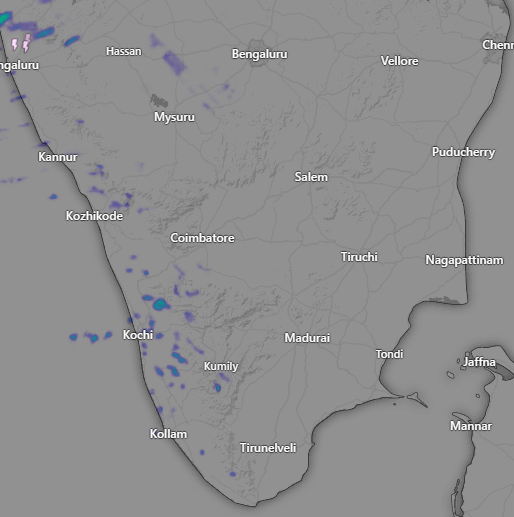 Hassan
Bengaluru
Chenn
ngaluru
Vellore
Mysuru
Kannur
Puducherry
Salem
Kozhikode
Coimbatore
Tiruchi
Nagapattinam
Kochi
Madurai
Tondi
Kumily
Jaffna
Mannar
Kollam
Tirunelveli